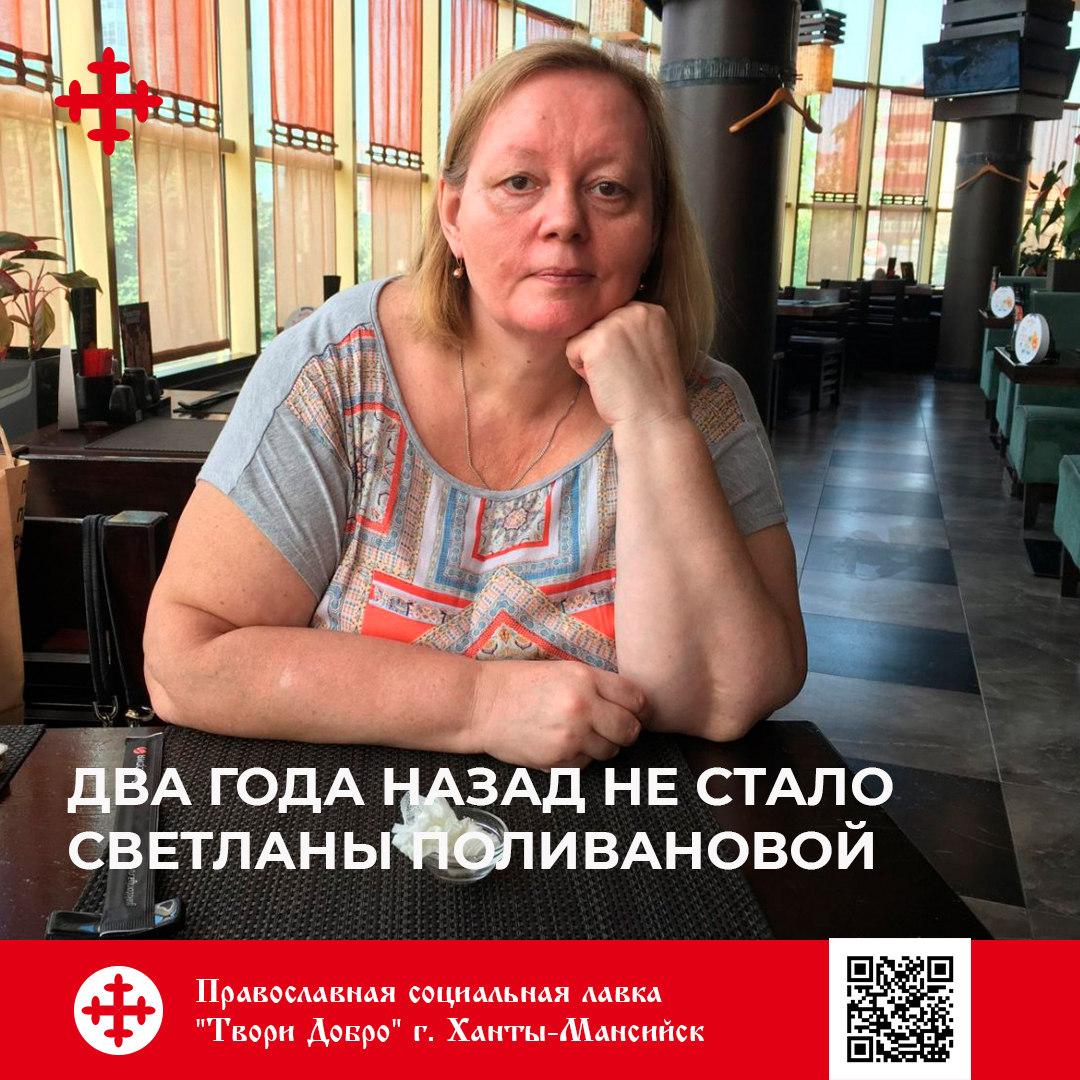 ДВА ГОДА НАЗАД НЕ СТАЛО
СВЕТЛАНЫ ПОЛИВАНОВОЙ
Православная социальная лавка
"Твори Добро" г. Ханты-Мансийск